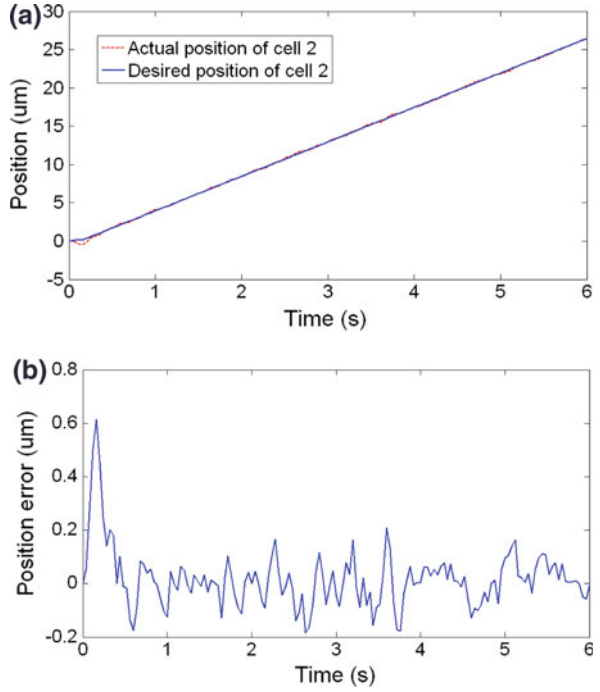 (a)
30
25
20
15
10
5
0
-5
Position (um)
Actual position of cell 2
Desired position of cell 2
0 1 2 3 4 5 6
Time (s)
(b)
0.8
0.6
0.4
0.2
0
-0.2
Position error (um)
0 1 2 3 4 5 6
Time (s)